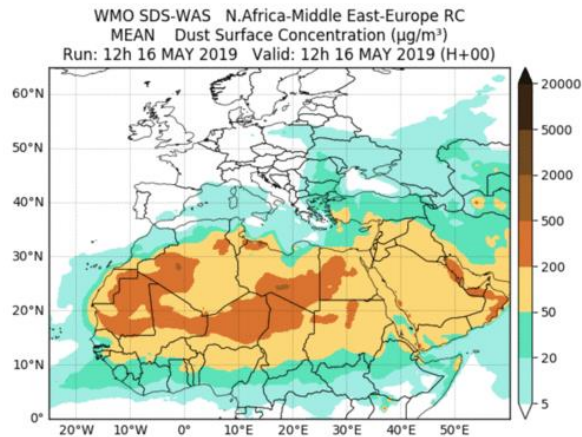 WMO SDS-WAS   N.Africa-Middle East-Europe RC
MEAN    Dust Surface Concentration (μg/m³)
Run: 12h 16 MAY 2019   Valid: 12h 16 MAY 2019 (H+00)
60°N
50°N
40°N
30°N
20°N
10°N
0°
20°W
10°W
0°
10°E
20°E
30°E
40°E
50°E
20000
5000
2000
500
200
50
20
5